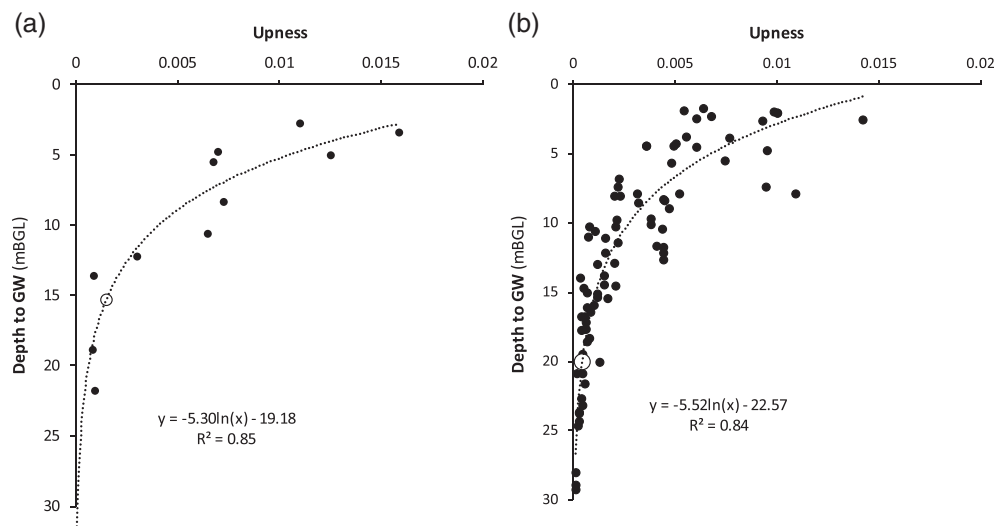 (a)
Upness
0 0.005 0.01 0.015 0.02
0
5
10
15
20
25
30
Depth to GW (mBGL)
y = -5.30ln(x) - 19.18
R² = 0.85
(b)
Upness
0 0.005 0.01 0.015 0.02
0
5
10
15
20
25
30
Depth to GW (mBGL)
y = -5.52ln(x) - 22.57
R² = 0.84